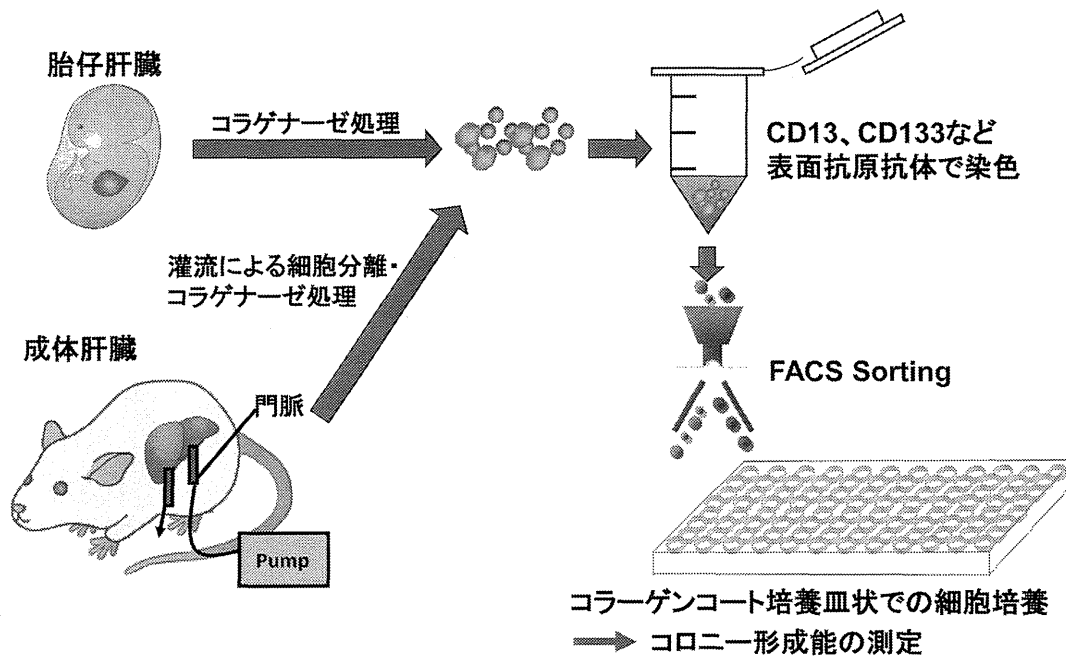 胎仔肝臓
コラゲナーゼ処理
CD13、CD133など
表面抗原抗体で染色
灌流による細胞分離・
コラゲナーゼ処理
成体肝臓
門脈
Pump
FACS Sorting
コラーゲンコート培養皿状での細胞培養
コロニー形成能の測定